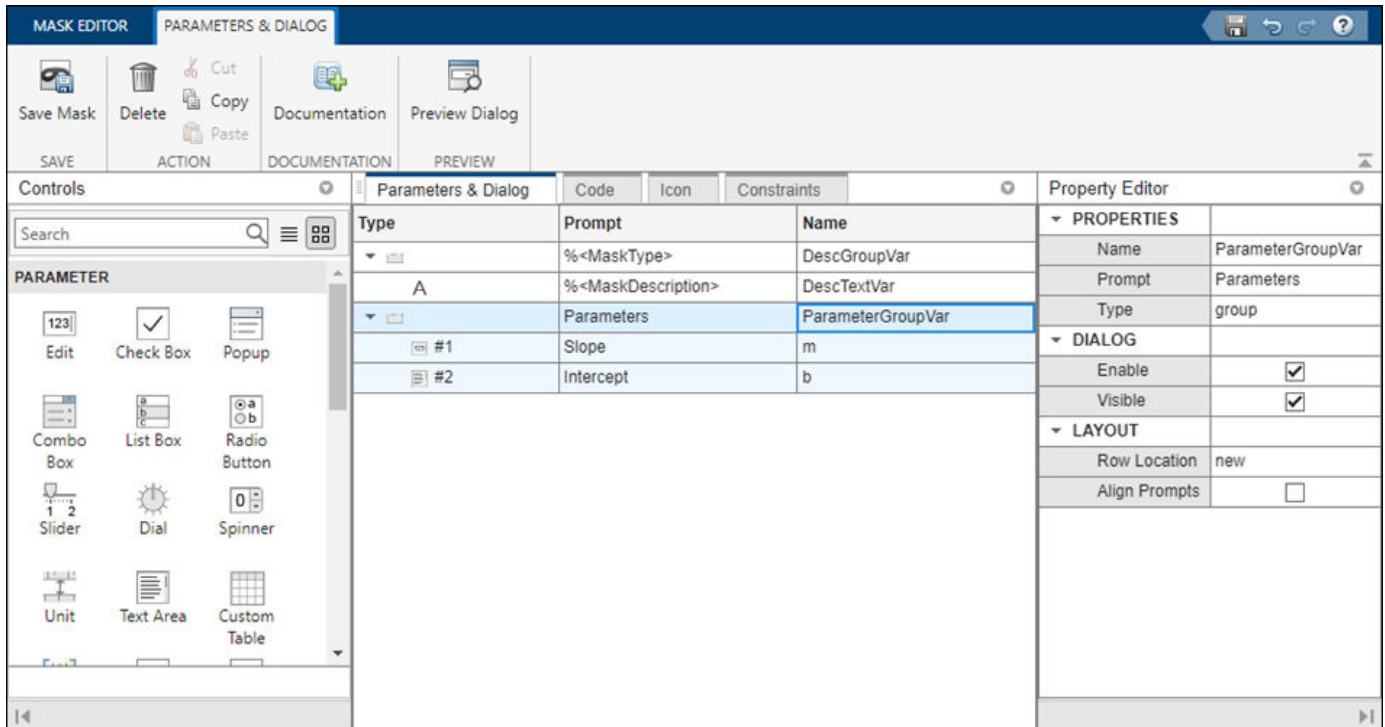 MASK EDITOR PARAMETERS & DIALOG
Save Mask
Delete
Cut
Copy
Paste
Documentation
Preview Dialog
SAVE ACTION DOCUMENTATION PREVIEW
Controls
Search
PARAMETER
123
Edit Check Box Popup
a
b
c
a
b
Combo
Box
List Box
Radio
Button
1 2
0
Slider Dial Spinner
Unit Text Area Custom
Table
Parameters & Dialog Code Icon Constraints
Type Prompt Name
%<MaskType> DescGroupVar
A %<MaskDescription> DescTextVar
Parameters ParameterGroupVar
#1 Slope m
#2 Intercept b
Property Editor
PROPERTIES
Name ParameterGroupVar
Prompt Parameters
Type group
DIALOG
Enable
Visible
LAYOUT
Row Location new
Align Prompts